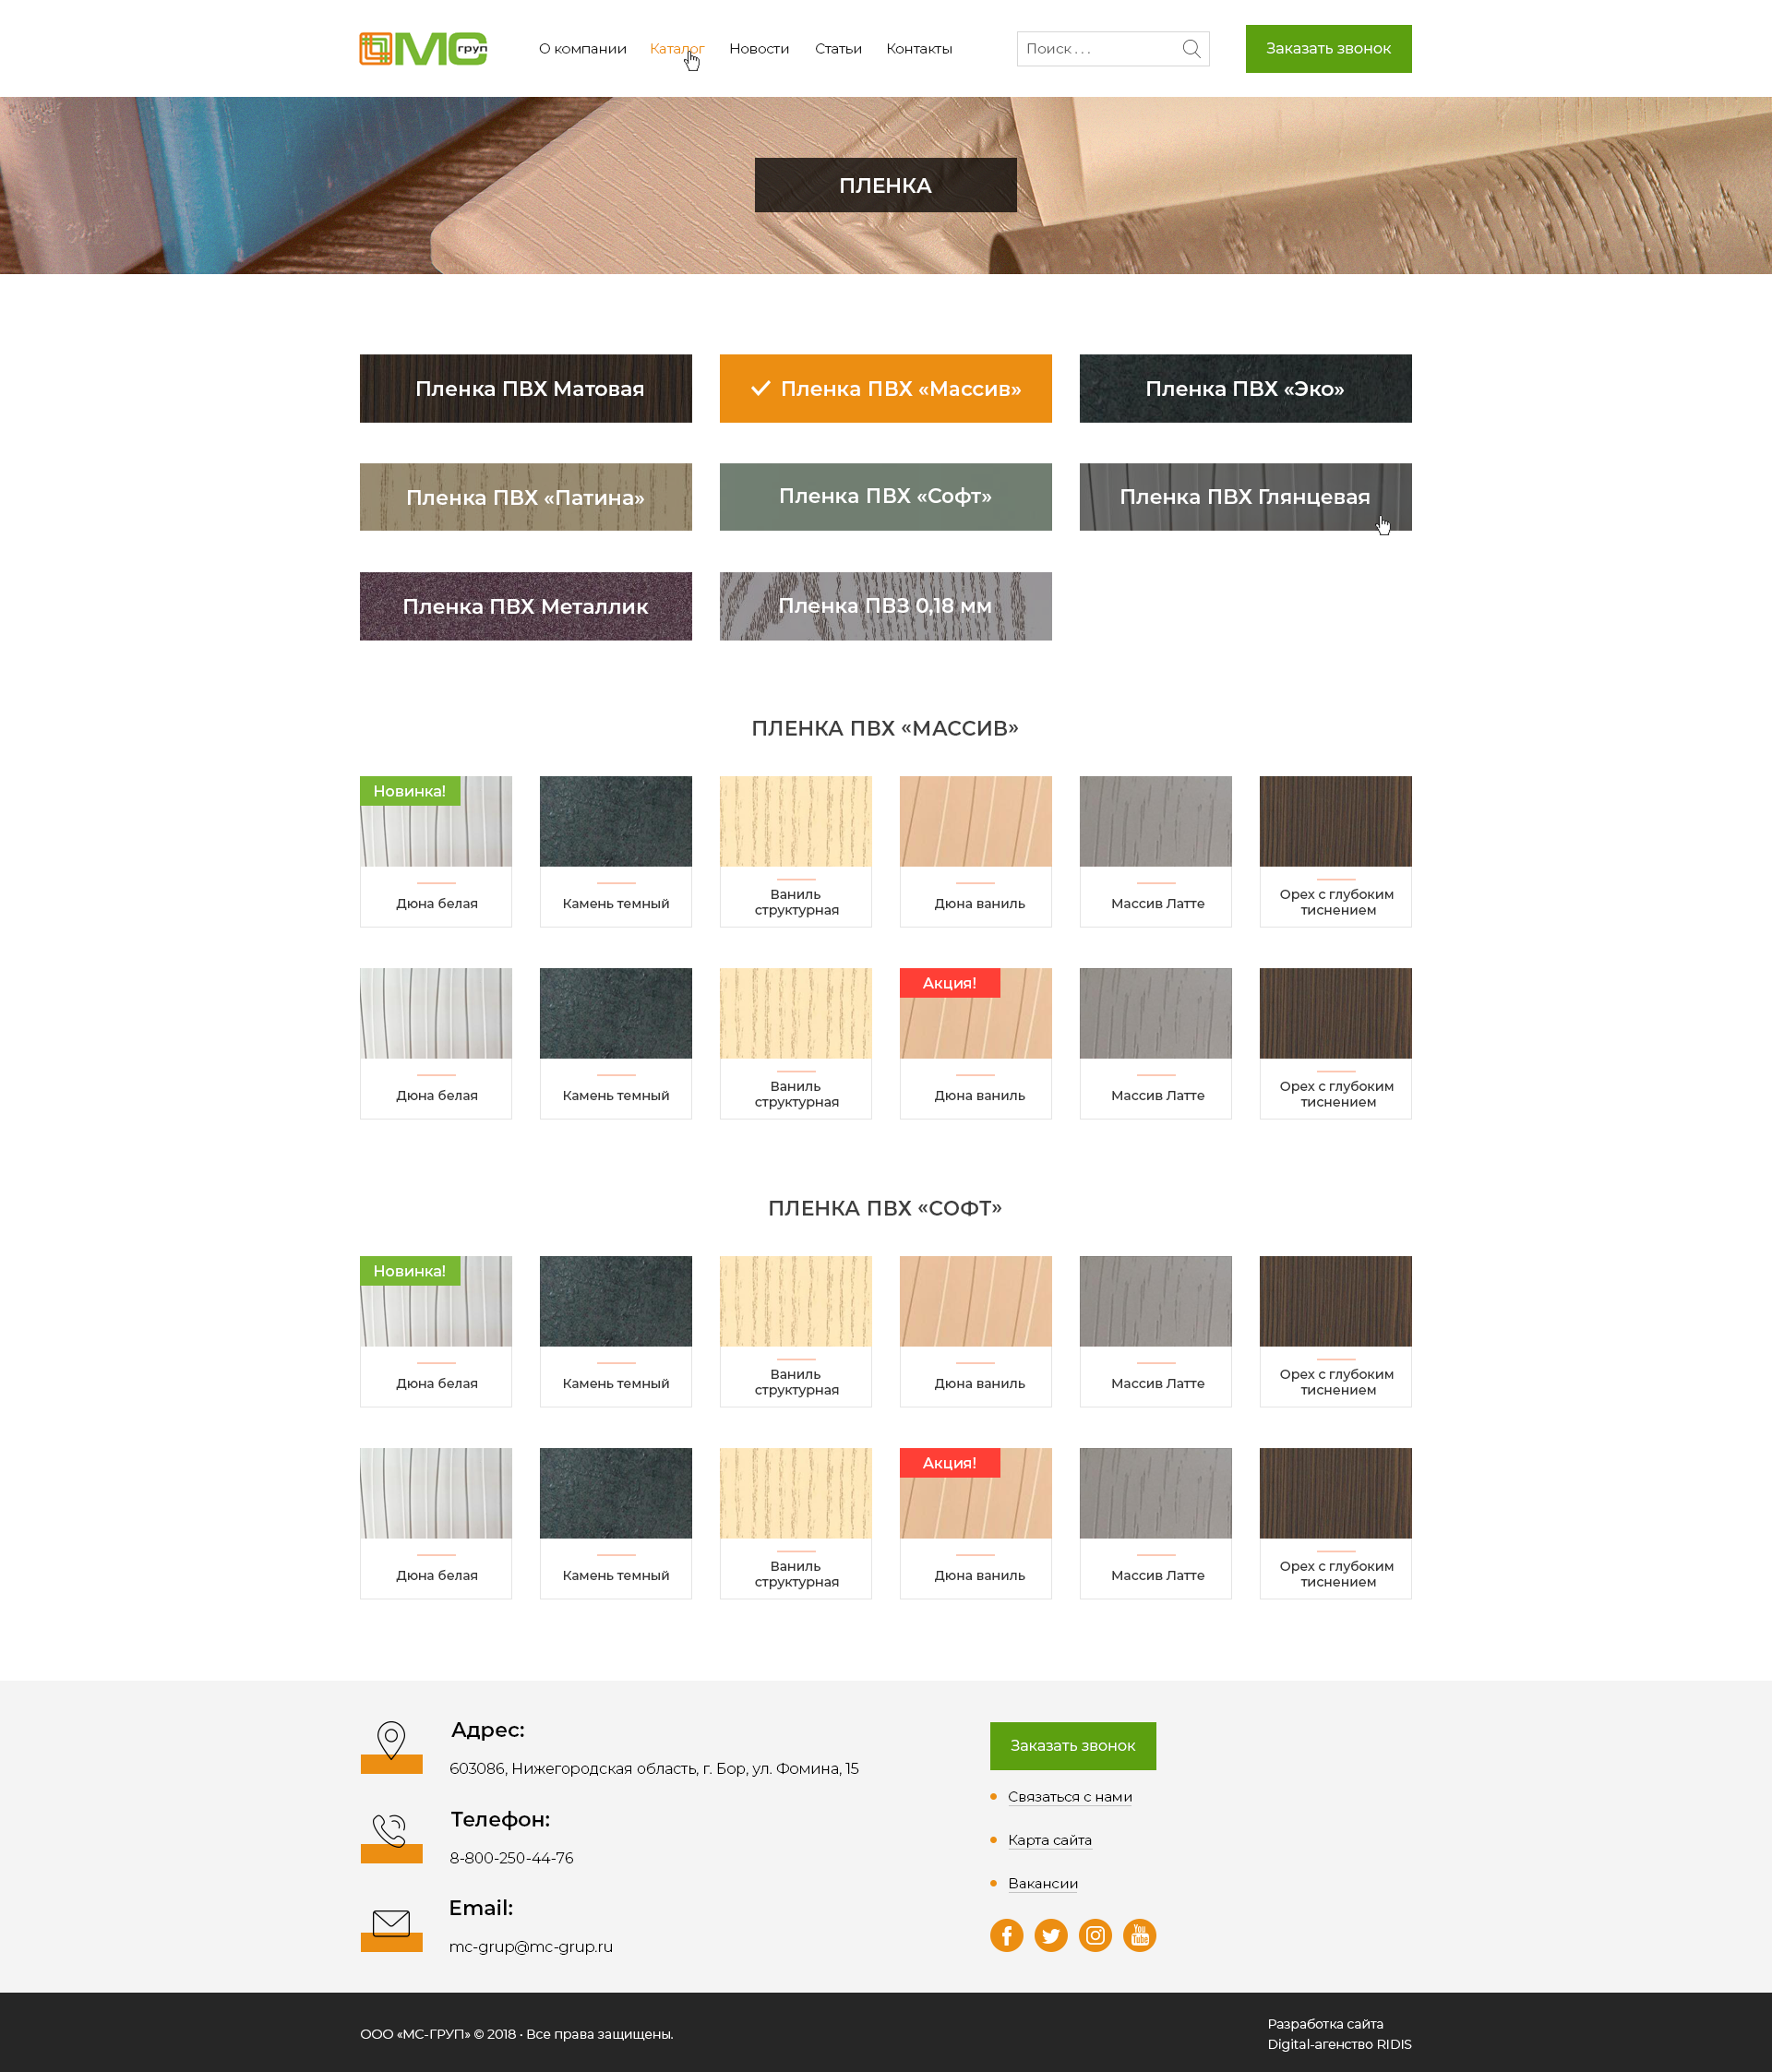 МС груп
О компании
Каталог
Новости
Статьи
Контакты
Поиск . . .
Заказать звонок
ПЛЕНКА
Пленка ПВХ Матовая
Пленка ПВХ «Массив»
Пленка ПВХ «Эко»
Пленка ПВХ «Патина»
Пленка ПВХ «Софт»
Пленка ПВХ Глянцевая
Пленка ПВХ Металлик
Пленка ПВЗ 0,18 мм
ПЛЕНКА ПВХ «МАССИВ»
Новинка!
Дюна белая
Камень темный
Ваниль
структурная
Дюна ваниль
Массив Латте
Орех с глубоким
тиснением
Дюна белая
Камень темный
Ваниль
структурная
Акция!
Дюна ваниль
Массив Латте
Орех с глубоким
тиснением
ПЛЕНКА ПВХ «СОФТ»
Новинка!
Дюна белая
Камень темный
Ваниль
структурная
Дюна ваниль
Массив Латте
Орех с глубоким
тиснением
Дюна белая
Камень темный
Ваниль
структурная
Акция!
Дюна ваниль
Массив Латте
Орех с глубоким
тиснением
Адрес:
603086, Нижегородская область, г. Бор, ул. Фомина, 15
Телефон:
8-800-250-44-76
Email:
mc-grup@mc-grup.ru
Заказать звонок
Связаться с нами
Карта сайта
Вакансии
You
Tube
ООО «МС-ГРУП» © 2018 • Все права защищены.
Разработка сайта
Digital-агенство RIDIS